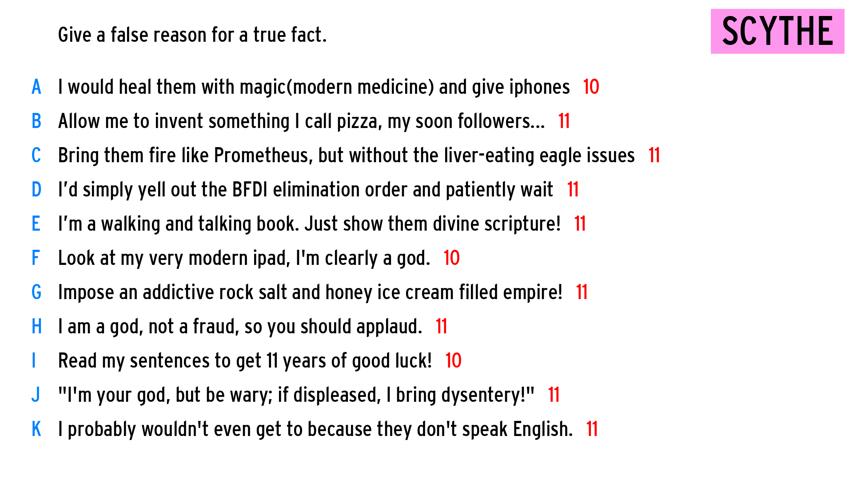 Give a false reason for a true fact.
SCYTHE
A I would heal them with magic(modern medicine) and give iphones 10
B Allow me to invent something I call pizza, my soon followers... 11
C Bring them fire like Prometheus, but without the liver-eating eagle issues 11
D I'd simply yell out the BFDI elimination order and patiently wait 11
E I'm a walking and talking book. Just show them divine scripture! 11
F Look at my very modern ipad, I'm clearly a god. 10
G Impose an addictive rock salt and honey ice cream filled empire! 11
H I am a god, not a fraud, so you should applaud. 11
I Read my sentences to get 11 years of good luck! 10
J "I'm your god, but be wary; if displeased, I bring dysentery!" 11
K I probably wouldn't even get to because they don't speak English. 11